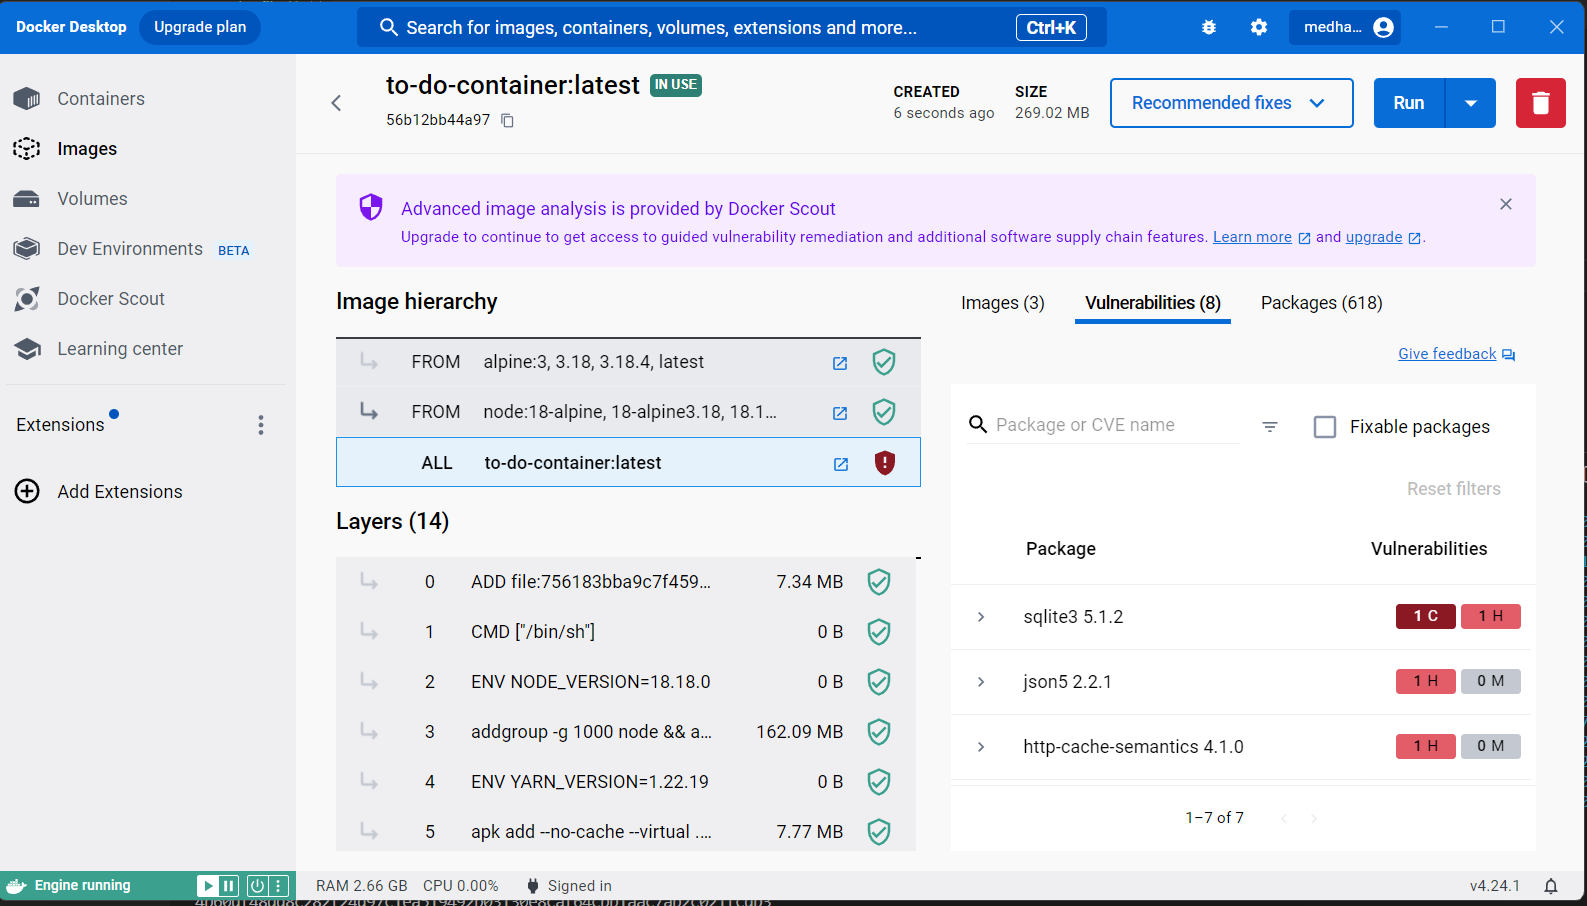 Docker Desktop Upgrade plan Search for images, containers, volumes, extensions and more... Ctrl+K medha...
Containers
Images
Volumes
Dev Environments BETA
Docker Scout
Learning center
Extensions
Add Extensions
to-do-container:latest IN USE
56b12bb44a97
CREATED
6 seconds ago
SIZE
269.02 MB
Recommended fixes
Run
Advanced image analysis is provided by Docker Scout
Upgrade to continue to get access to guided vulnerability remediation and additional software supply chain features. Learn more and upgrade .
Image hierarchy
FROM alpine:3, 3.18, 3.18.4, latest
FROM node:18-alpine, 18-alpine3.18, 18.1...
ALL to-do-container:latest
Layers (14)
0 ADD file:756183bba9c7f459... 7.34 MB
1 CMD ["/bin/sh"] 0 B
2 ENV NODE_VERSION=18.18.0 0 B
3 addgroup -g 1000 node && a... 162.09 MB
4 ENV YARN_VERSION=1.22.19 0 B
5 apk add --no-cache --virtual .... 7.77 MB
Images (3) Vulnerabilities (8) Packages (618)
Give feedback
Package or CVE name Fixable packages
Reset filters
Package Vulnerabilities
sqlite3 5.1.2 1 C 1 H
json5 2.2.1 1 H 0 M
http-cache-semantics 4.1.0 1 H 0 M
1–7 of 7
Engine running RAM 2.66 GB CPU 0.00% Signed in v4.24.1